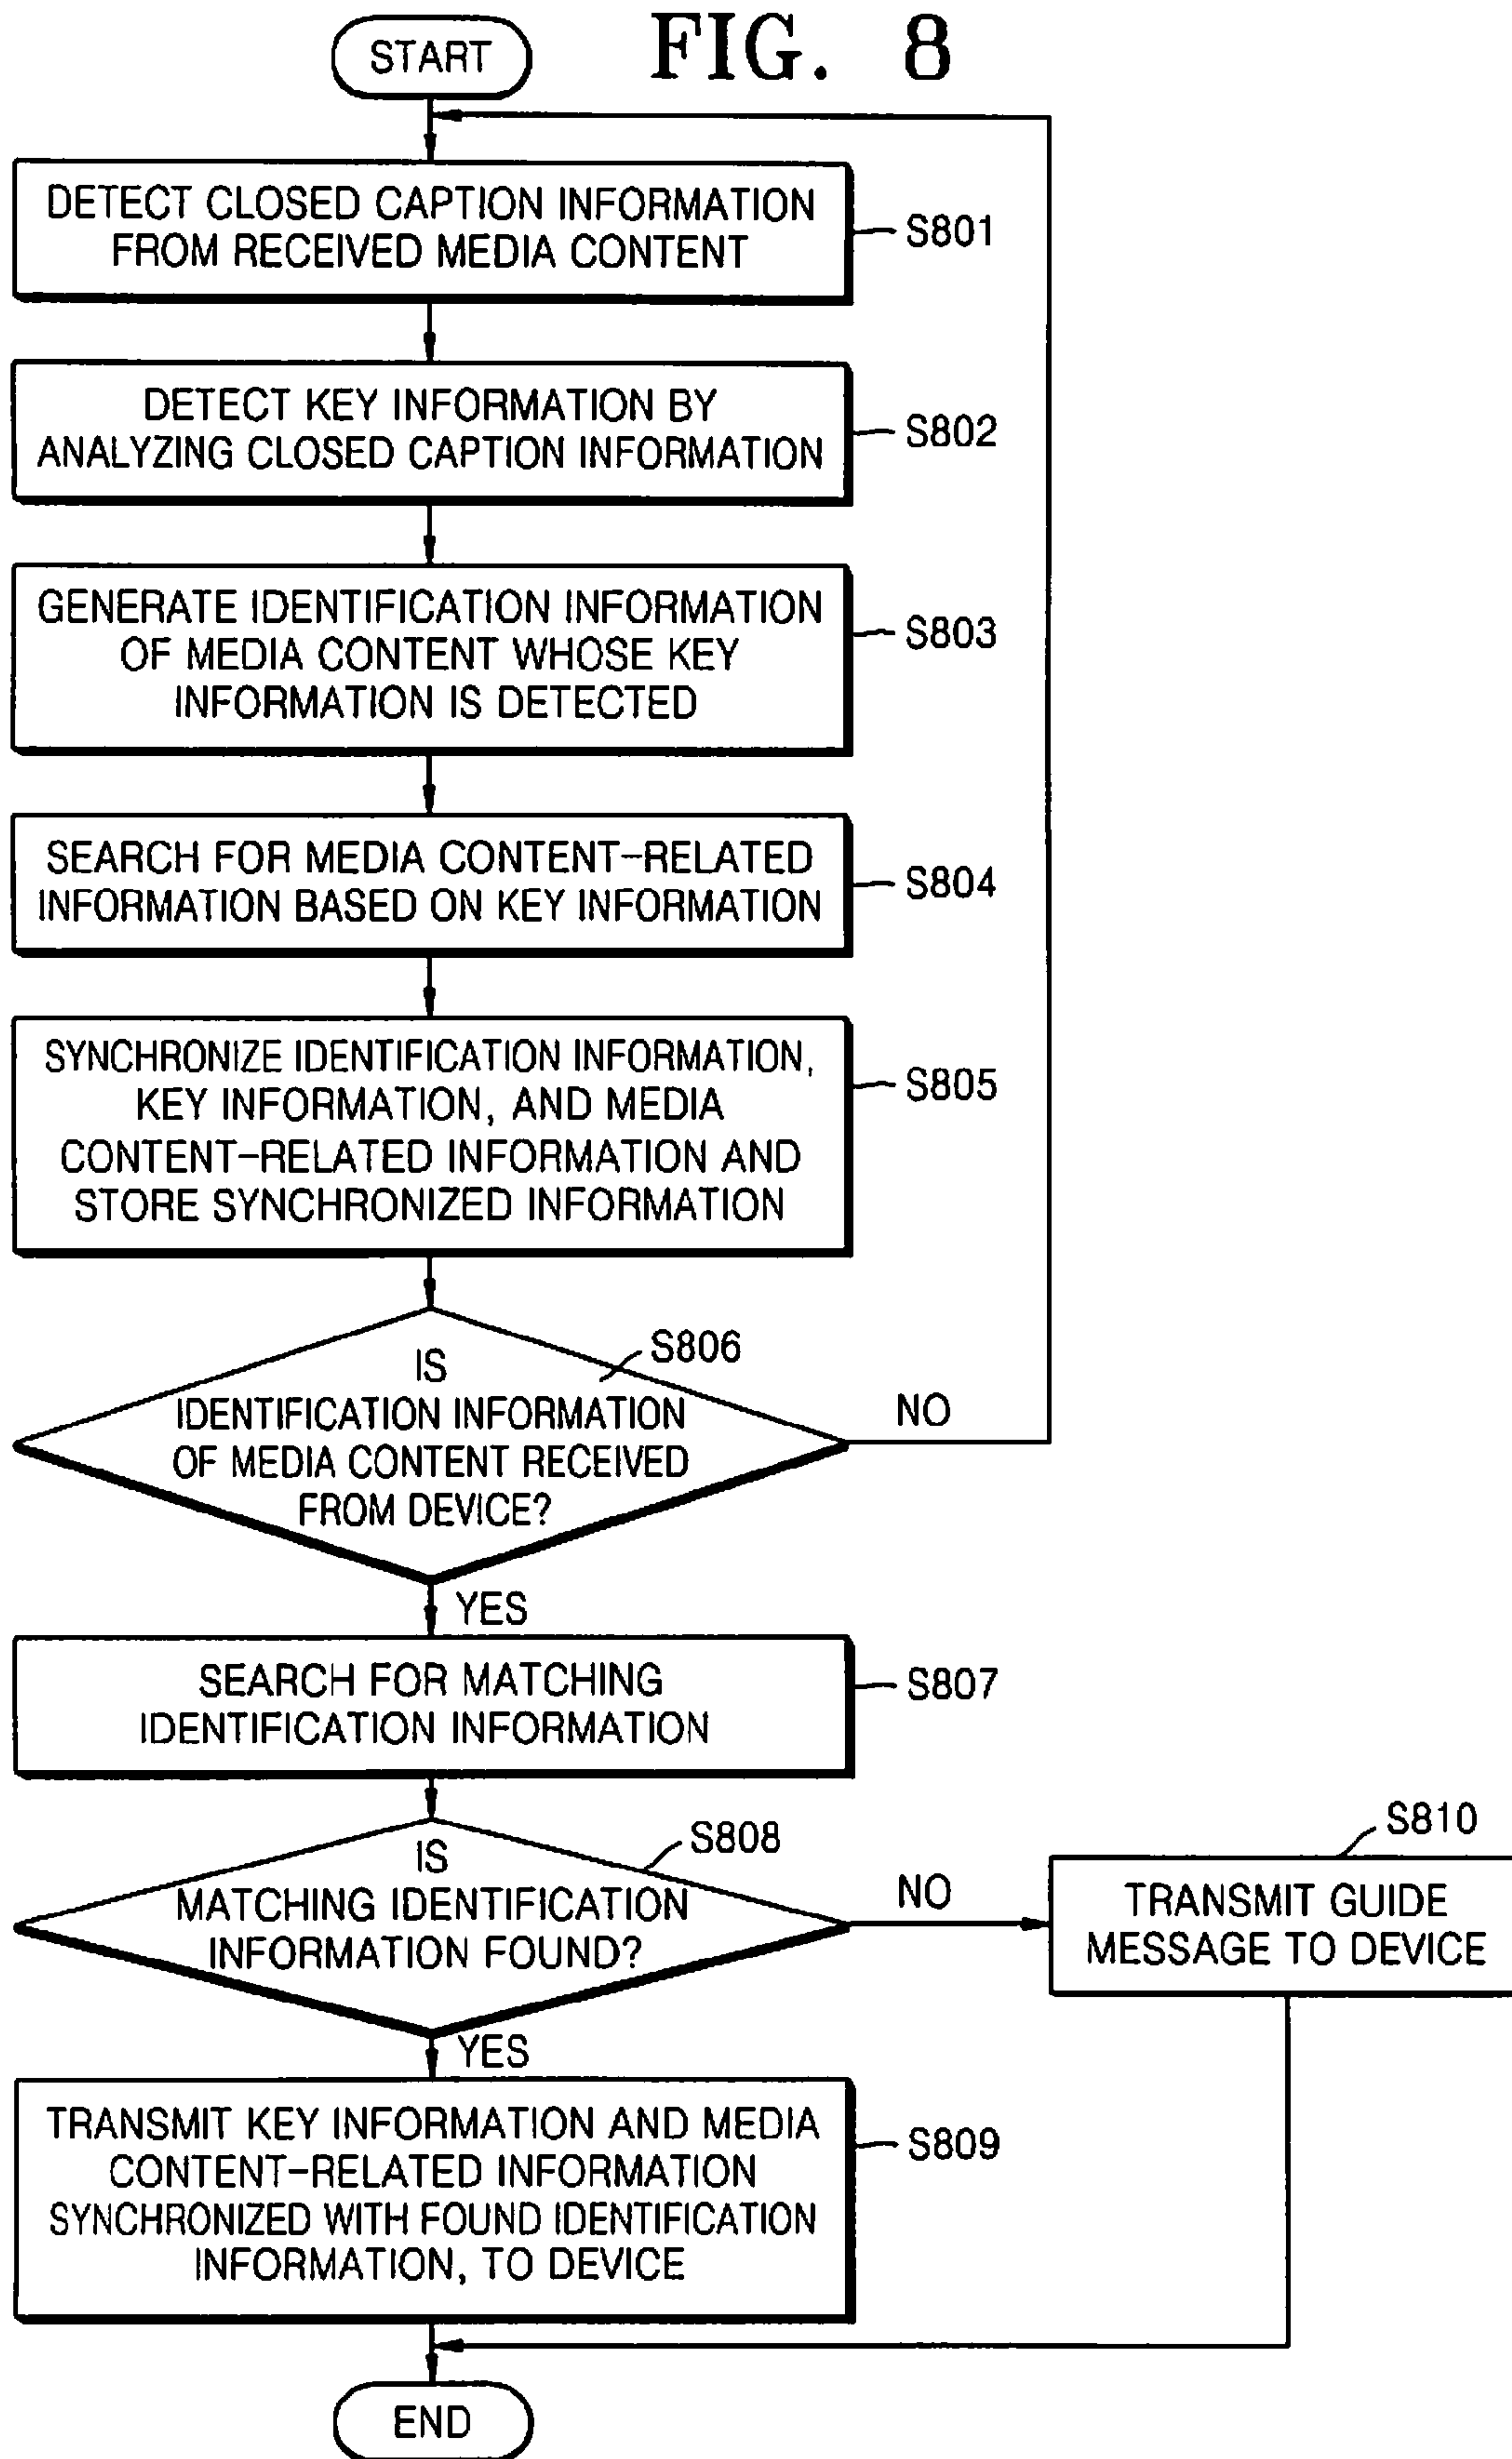 FIG. 8
START
DETECT CLOSED CAPTION INFORMATION
FROM RECEIVED MEDIA CONTENT
S801
DETECT KEY INFORMATION BY
ANALYZING CLOSED CAPTION INFORMATION
S802
GENERATE IDENTIFICATION INFORMATION
OF MEDIA CONTENT WHOSE KEY
INFORMATION IS DETECTED
S803
SEARCH FOR MEDIA CONTENT-RELATED
INFORMATION BASED ON KEY INFORMATION
S804
SYNCHRONIZE IDENTIFICATION INFORMATION,
KEY INFORMATION, AND MEDIA
CONTENT-RELATED INFORMATION AND
STORE SYNCHRONIZED INFORMATION
S805
IS
IDENTIFICATION INFORMATION
OF MEDIA CONTENT RECEIVED
FROM DEVICE?
S806
NO
YES
SEARCH FOR MATCHING
IDENTIFICATION INFORMATION
S807
IS
MATCHING IDENTIFICATION
INFORMATION FOUND?
S808
NO
S810
TRANSMIT GUIDE
MESSAGE TO DEVICE
YES
TRANSMIT KEY INFORMATION AND MEDIA
CONTENT-RELATED INFORMATION
SYNCHRONIZED WITH FOUND IDENTIFICATION
INFORMATION, TO DEVICE
S809
END